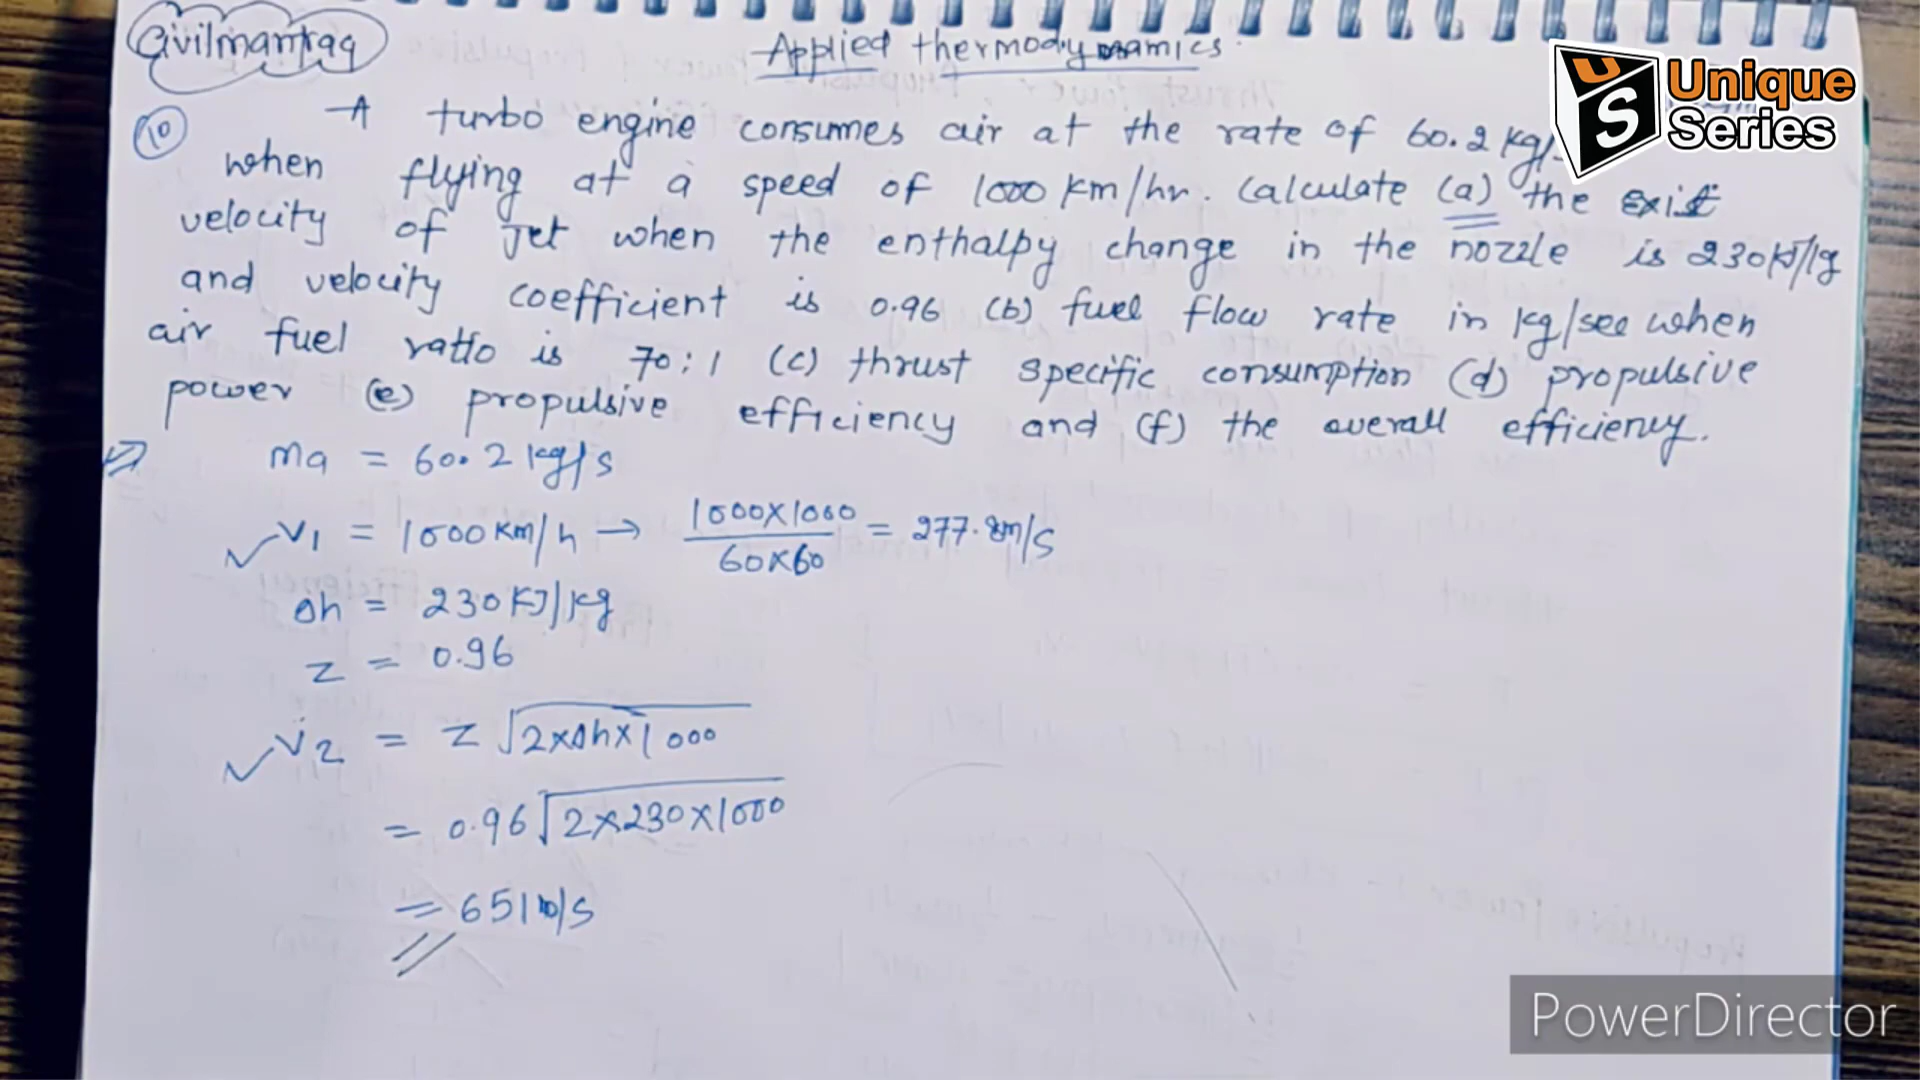 Civilmantraa
Applied thermodynamics
Unique
Series
US
10
A turbo engine consumes air at the rate of 60.2 kg/
when flying at a speed of 1000 km/hr. Calculate (a) the exist
velocity of jet when the enthalpy change in the nozzle is 230 kJ/kg
and velocity coefficient is 0.96 (b) fuel flow rate in kg/sec when
air fuel ratio is 70:1 (c) thrust specific consumption (d) propulsive
power (e) propulsive efficiency and (f) the overall efficiency.
⇒ ma = 60.2 kg/s
✓ V1 = 1000 km/h → 1000×1000 / 60×60 = 277.8m/s
Δh = 230 KJ/kg
z = 0.96
✓ V2 = z √2×Δh×1000
= 0.96 √2×230×1000
= 651 m/s
PowerDirector